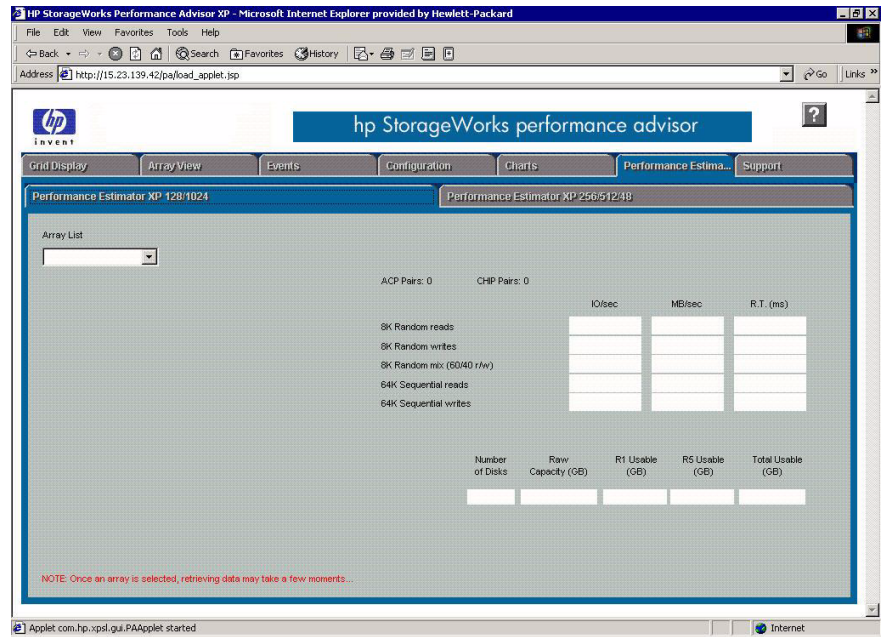 HP StorageWorks Performance Advisor XP - Microsoft Internet Explorer provided by Hewlett-Packard
File Edit View Favorites Tools Help
Back Search Favorites History
Address http://15.23.139.42/pa/load_applet.jsp Go Links »
hp
invent
hp StorageWorks performance advisor
?
Grid Display Array View Events Configuration Charts Performance Estima... Support
Performance Estimator XP 128/1024 Performance Estimator XP 256/512/48
Array List
ACP Pairs: 0 CHIP Pairs: 0
IO/sec MB/sec R.T. (ms)
8K Random reads
8K Random writes
8K Random mix (60/40 r/w)
64K Sequential reads
64K Sequential writes
Number Raw R1 Usable R5 Usable Total Usable
of Disks Capacity (GB) (GB) (GB) (GB)
NOTE: Once an array is selected, retrieving data may take a few moments...
Applet com.hp.xpsl.gui.PAApplet started Internet